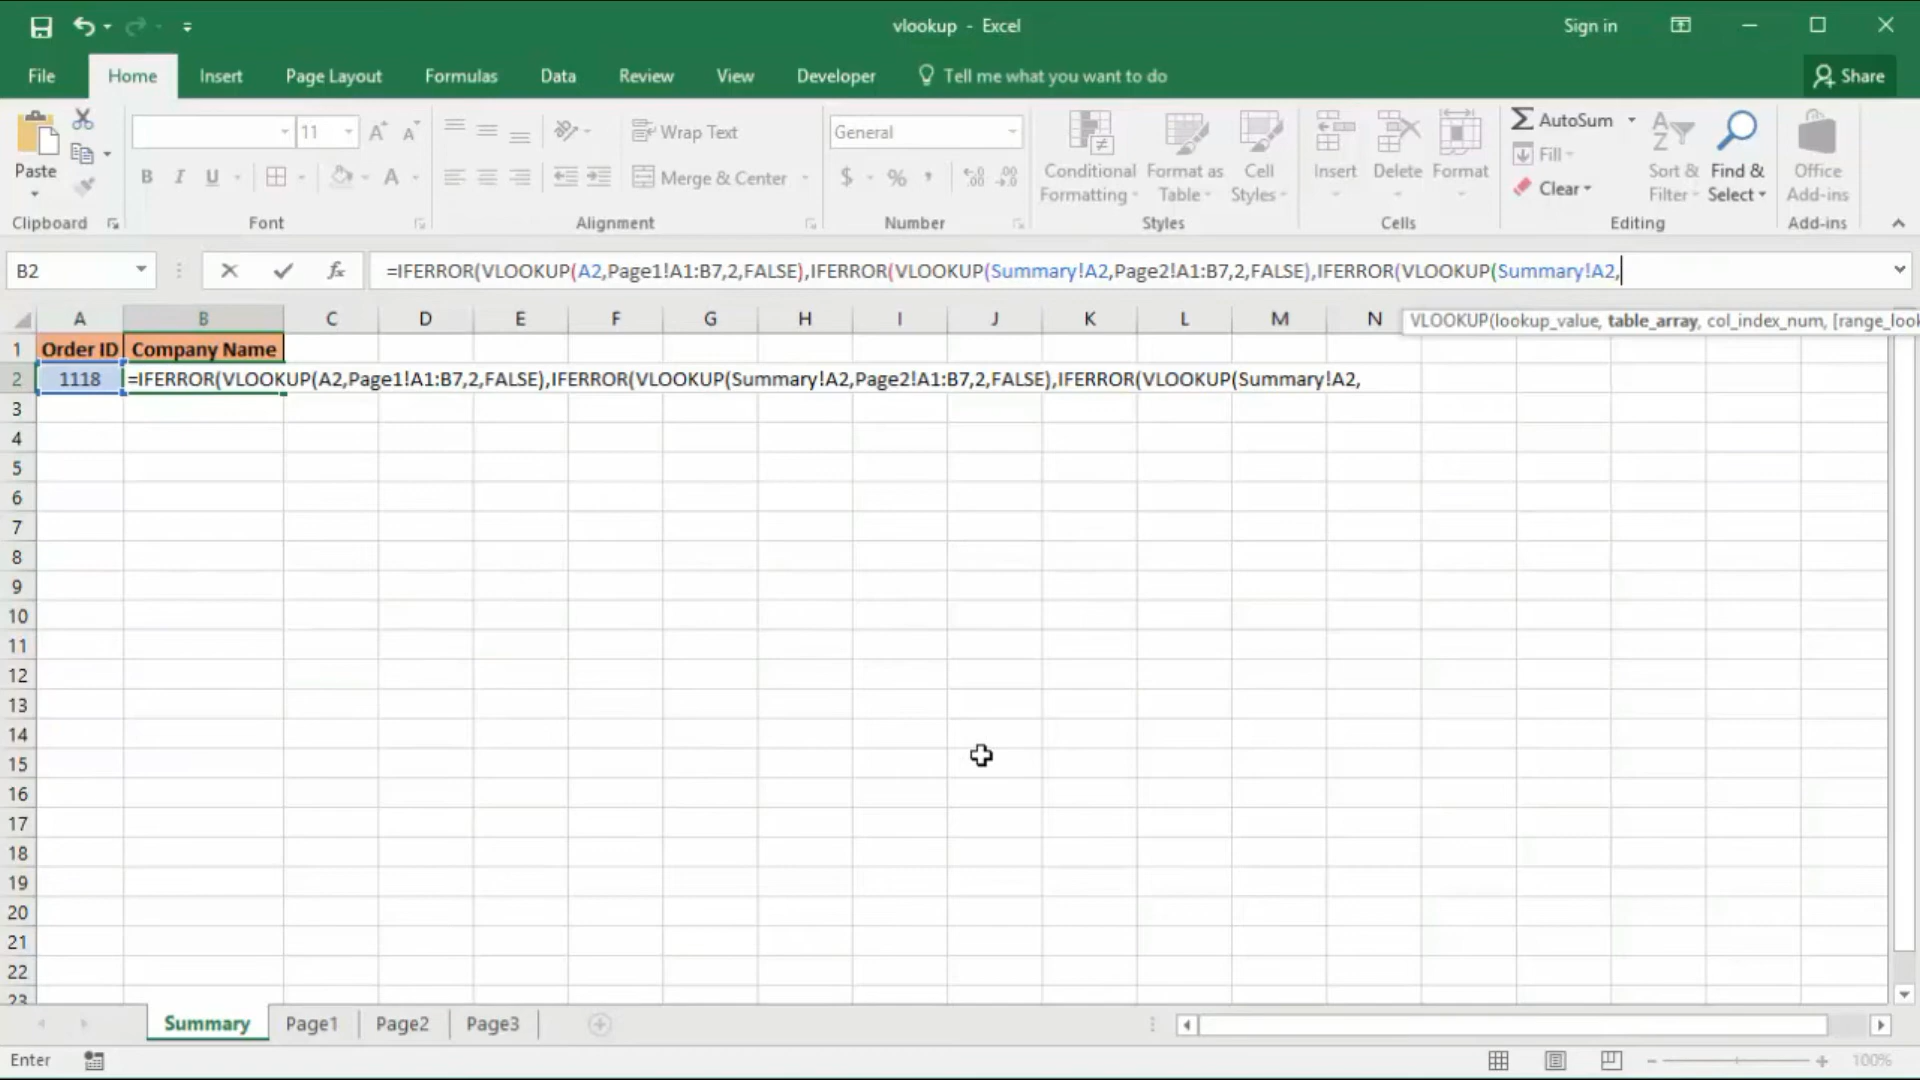 vlookup - Excel
Sign in
File Home Insert Page Layout Formulas Data Review View Developer Tell me what you want to do Share
Paste
11
Wrap Text
General
Merge & Center
$ %
Conditional Formatting
Format as Table
Cell Styles
Insert Delete Format
AutoSum
Fill
Clear
Sort & Filter
Find & Select
Office Add-ins
B I U
A
Clipboard Font Alignment Number Styles Cells Editing Add-ins
B2
fx
=IFERROR(VLOOKUP(A2,Page1!A1:B7,2,FALSE),IFERROR(VLOOKUP(Summary!A2,Page2!A1:B7,2,FALSE),IFERROR(VLOOKUP(Summary!A2,
A B C D E F G H I J K L M N
VLOOKUP(lookup_value, table_array, col_index_num, [range_look
1 Order ID Company Name
2 1118 =IFERROR(VLOOKUP(A2,Page1!A1:B7,2,FALSE),IFERROR(VLOOKUP(Summary!A2,Page2!A1:B7,2,FALSE),IFERROR(VLOOKUP(Summary!A2,
3
4
5
6
7
8
9
10
11
12
13
14
15
16
17
18
19
20
21
22
23
Summary Page1 Page2 Page3
Enter
100%